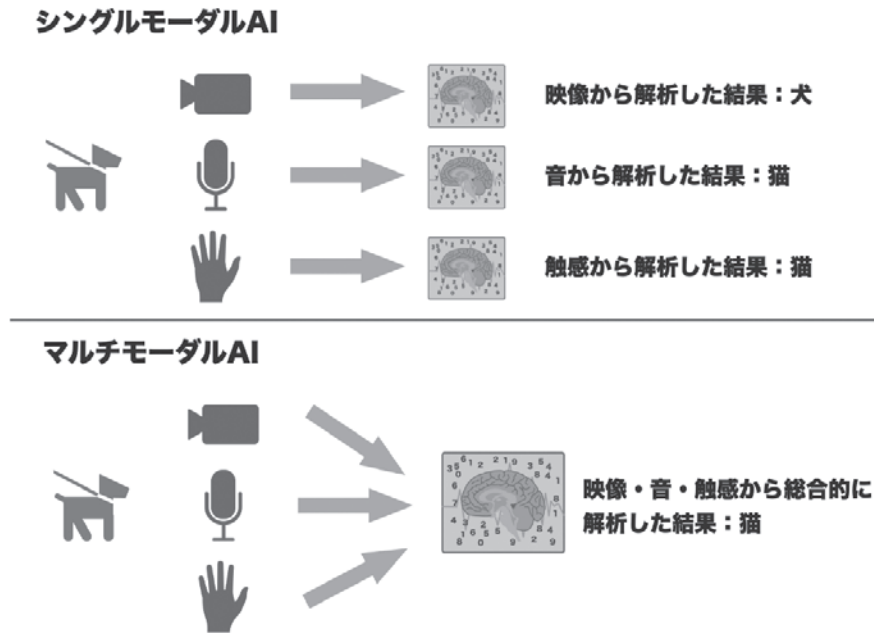 シングルモーダルAI
映像から解析した結果：犬
音から解析した結果：猫
触感から解析した結果：猫
マルチモーダルAI
映像・音・触感から総合的に
解析した結果：猫